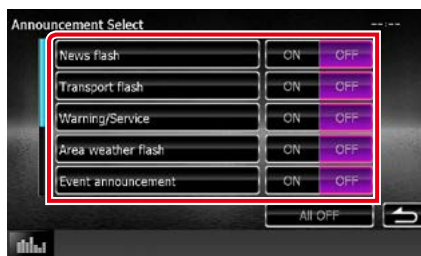 Announcement Select --:--
News flash ON OFF
Transport flash ON OFF
Warning/Service ON OFF
Area weather flash ON OFF
Event announcement ON OFF
All OFF